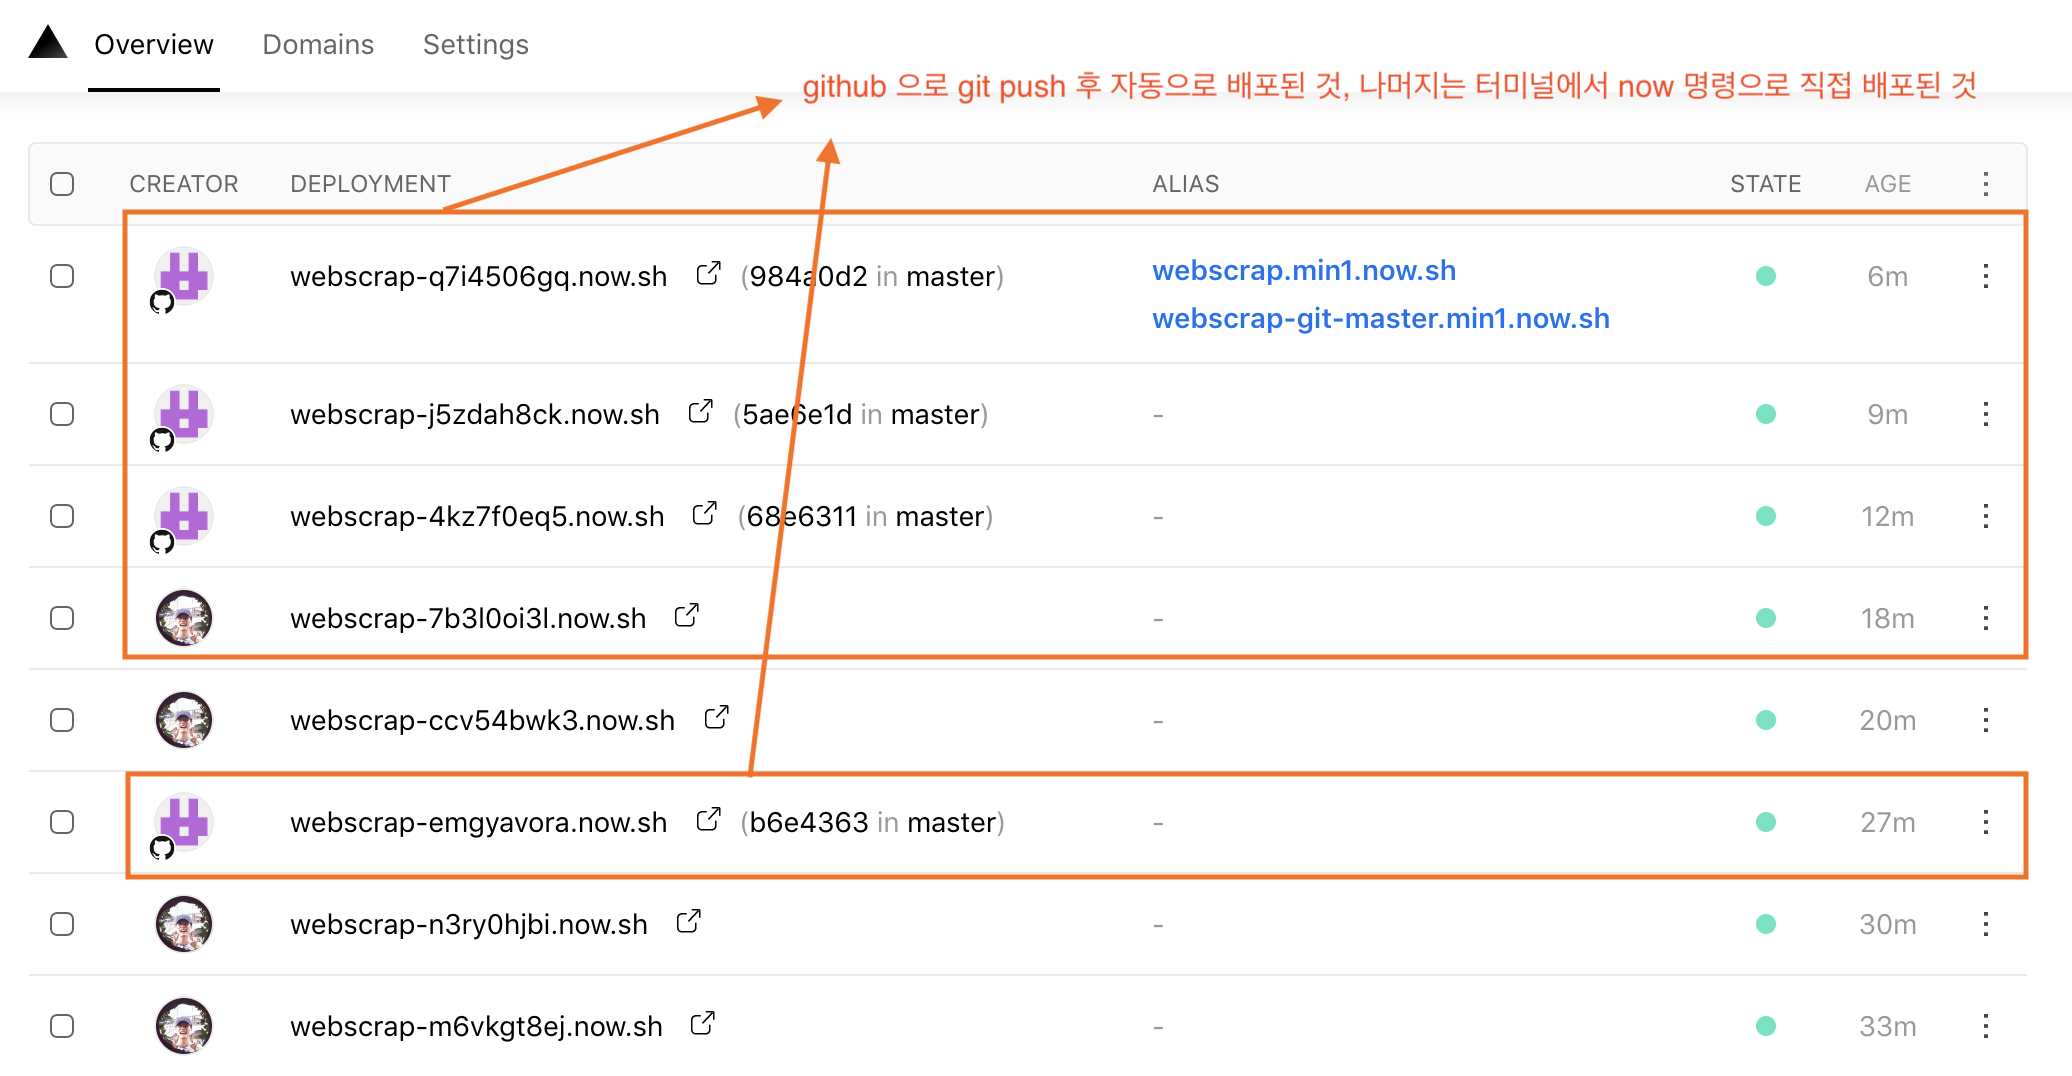 Overview Domains Settings
github 으로 git push 후 자동으로 배포된 것, 나머지는 터미널에서 now 명령으로 직접 배포된 것
CREATOR DEPLOYMENT ALIAS STATE AGE
webscrap-q7i4506gq.now.sh (984a0d2 in master) webscrap.min1.now.sh 6m
webscrap-git-master.min1.now.sh
webscrap-j5zdah8ck.now.sh (5ae6e1d in master) - 9m
webscrap-4kz7f0eq5.now.sh (68e6311 in master) - 12m
webscrap-7b3l0oi3l.now.sh - 18m
webscrap-ccv54bwk3.now.sh - 20m
webscrap-emgyavora.now.sh (b6e4363 in master) - 27m
webscrap-n3ry0hjbi.now.sh - 30m
webscrap-m6vkgt8ej.now.sh - 33m